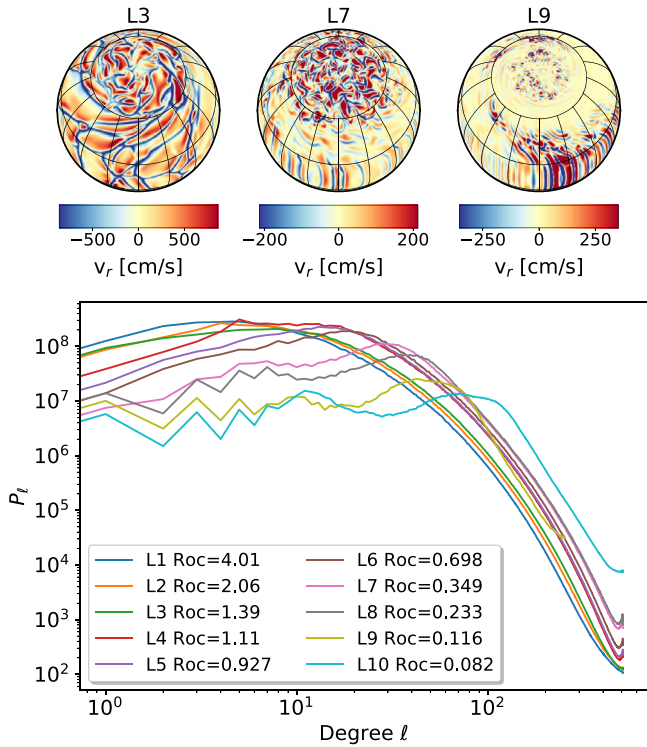 L3 L7 L9
−500 0 500 −200 0 200 −250 0 250
v_r [cm/s] v_r [cm/s] v_r [cm/s]
10^8
10^7
10^6
10^5
10^4
10^3
10^2
P_ℓ
L1 Roc=4.01 L6 Roc=0.698
L2 Roc=2.06 L7 Roc=0.349
L3 Roc=1.39 L8 Roc=0.233
L4 Roc=1.11 L9 Roc=0.116
L5 Roc=0.927 L10 Roc=0.082
10^0 10^1 10^2
Degree ℓ